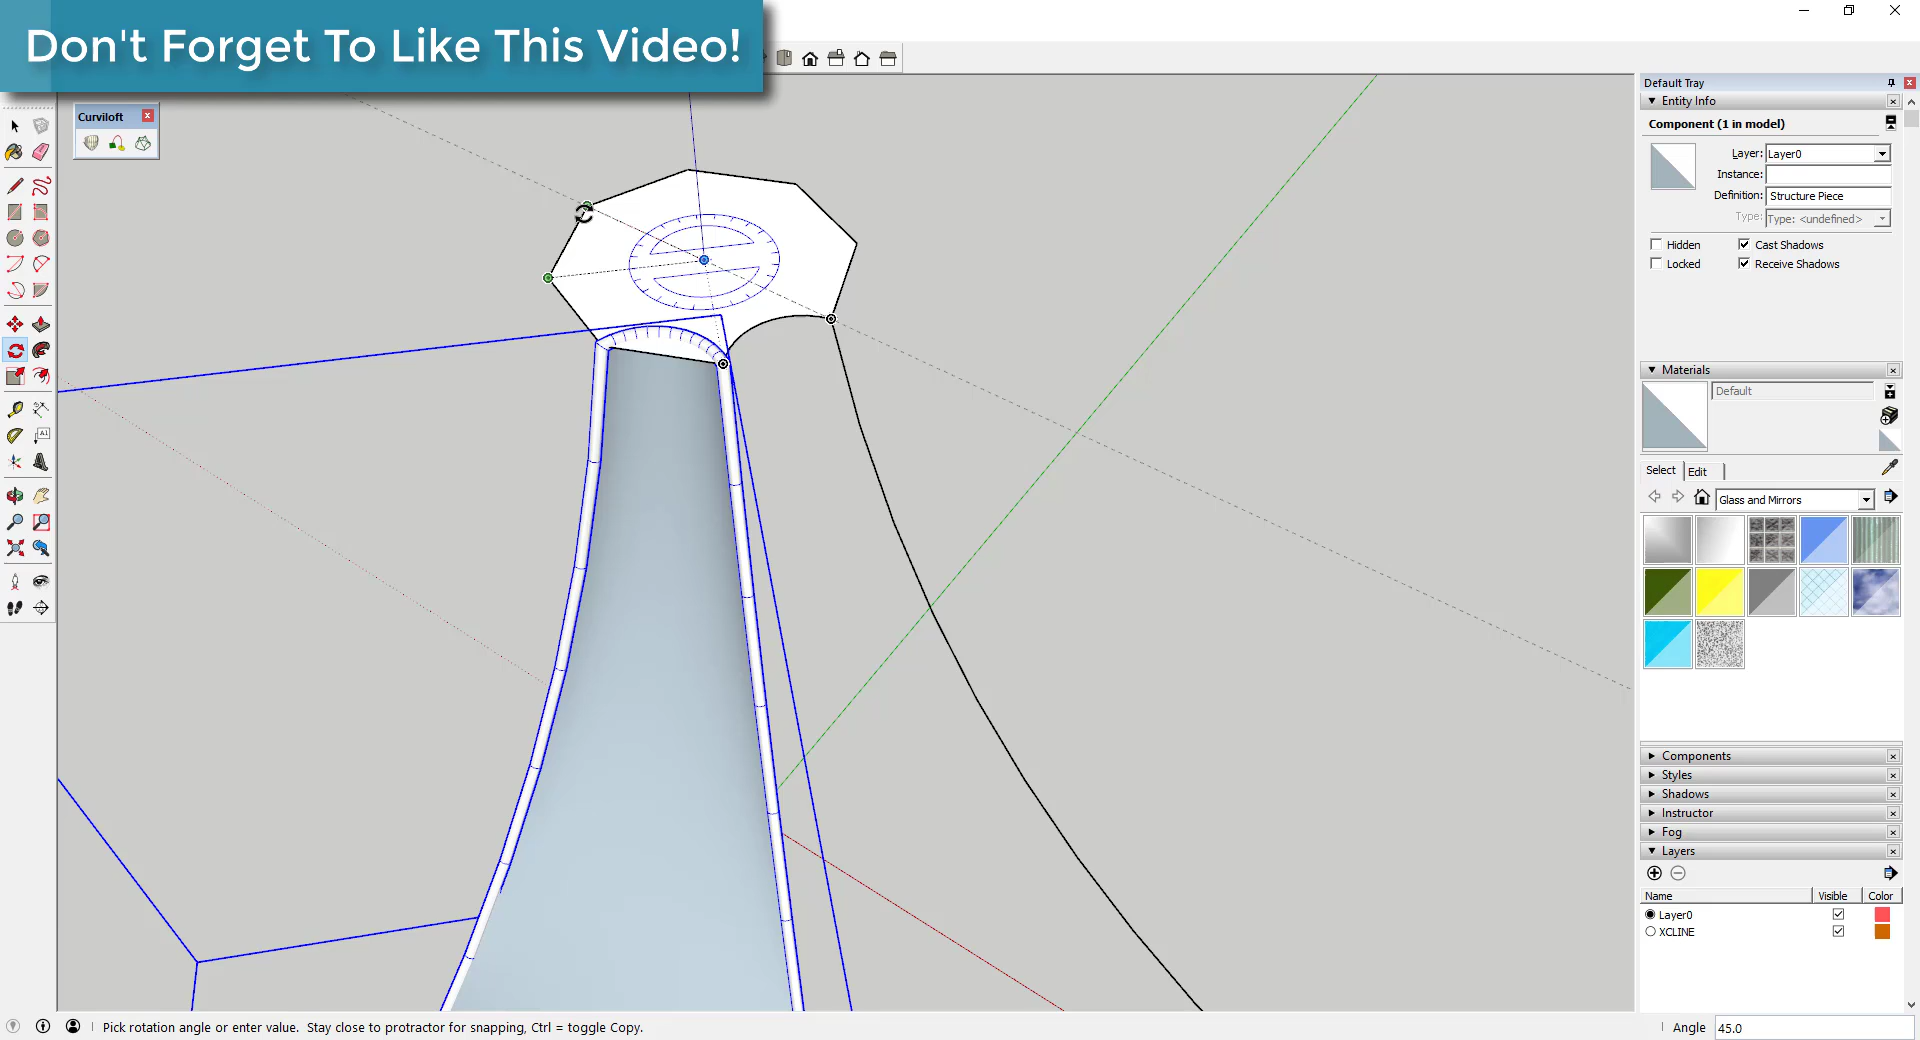 Don't Forget To Like This Video!
Default Tray
Entity Info
Curviloft
Component (1 in model)
Layer: Layer0
Instance:
Definition: Structure Piece
Type: Type: <undefined>
Hidden Cast Shadows
Locked Receive Shadows
A1
Materials
Default
Select Edit
Glass and Mirrors
Components
Styles
Shadows
Instructor
Fog
Layers
Name Visible Color
Layer0
XCLINE
Pick rotation angle or enter value. Stay close to protractor for snapping, Ctrl = toggle Copy.
Angle 45.0